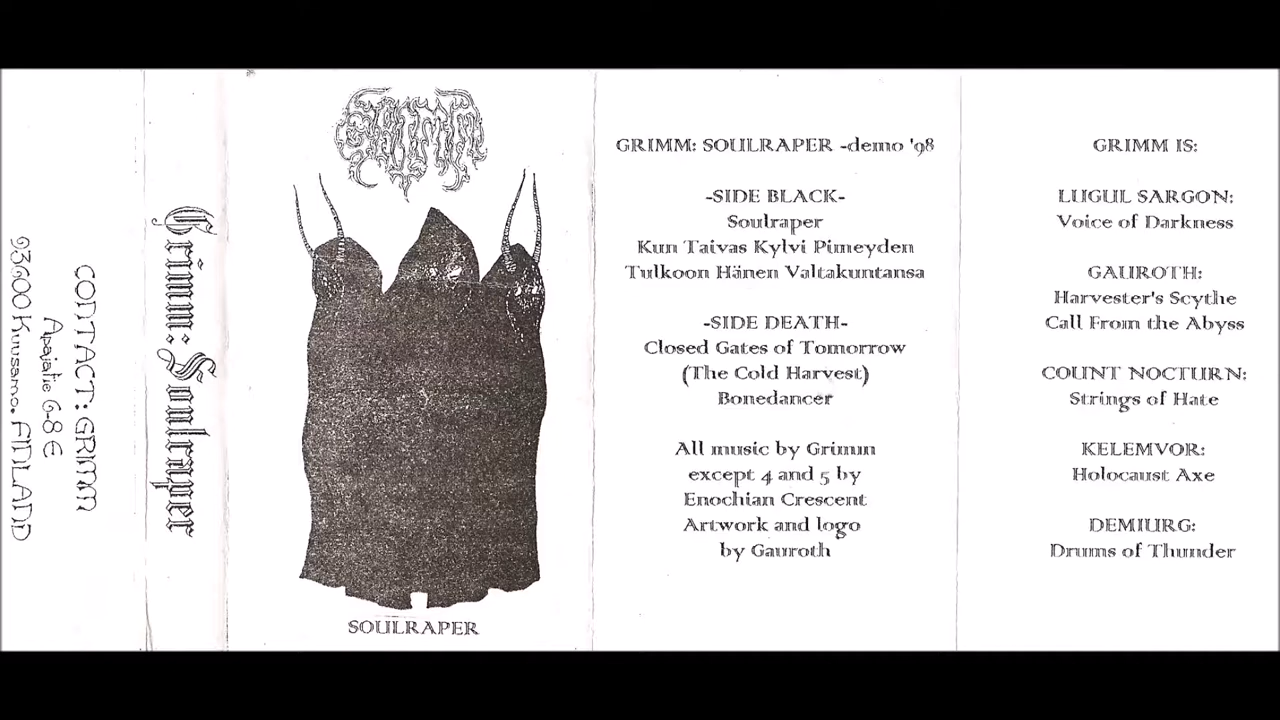 CONTACT: GRIMM
Apajatie 6-8 E
93600 Kuusamo. FINLAND
Grimm: Soulraper
GRIMM
SOULRAPER
GRIMM: SOULRAPER -demo '98
-SIDE BLACK-
Soulraper
Kun Taivas Kylvi Pimeyden
Tulkoon Hänen Valtakuntansa
-SIDE DEATH-
Closed Gates of Tomorrow
(The Cold Harvest)
Bonedancer
All music by Grimm
except 4 and 5 by
Enochian Crescent
Artwork and logo
by Gauroth
GRIMM IS:
LUGUL SARGON:
Voice of Darkness
GAUROTH:
Harvester's Scythe
Call From the Abyss
COUNT NOCTURN:
Strings of Hate
KELEMVOR:
Holocaust Axe
DEMIURG:
Drums of Thunder